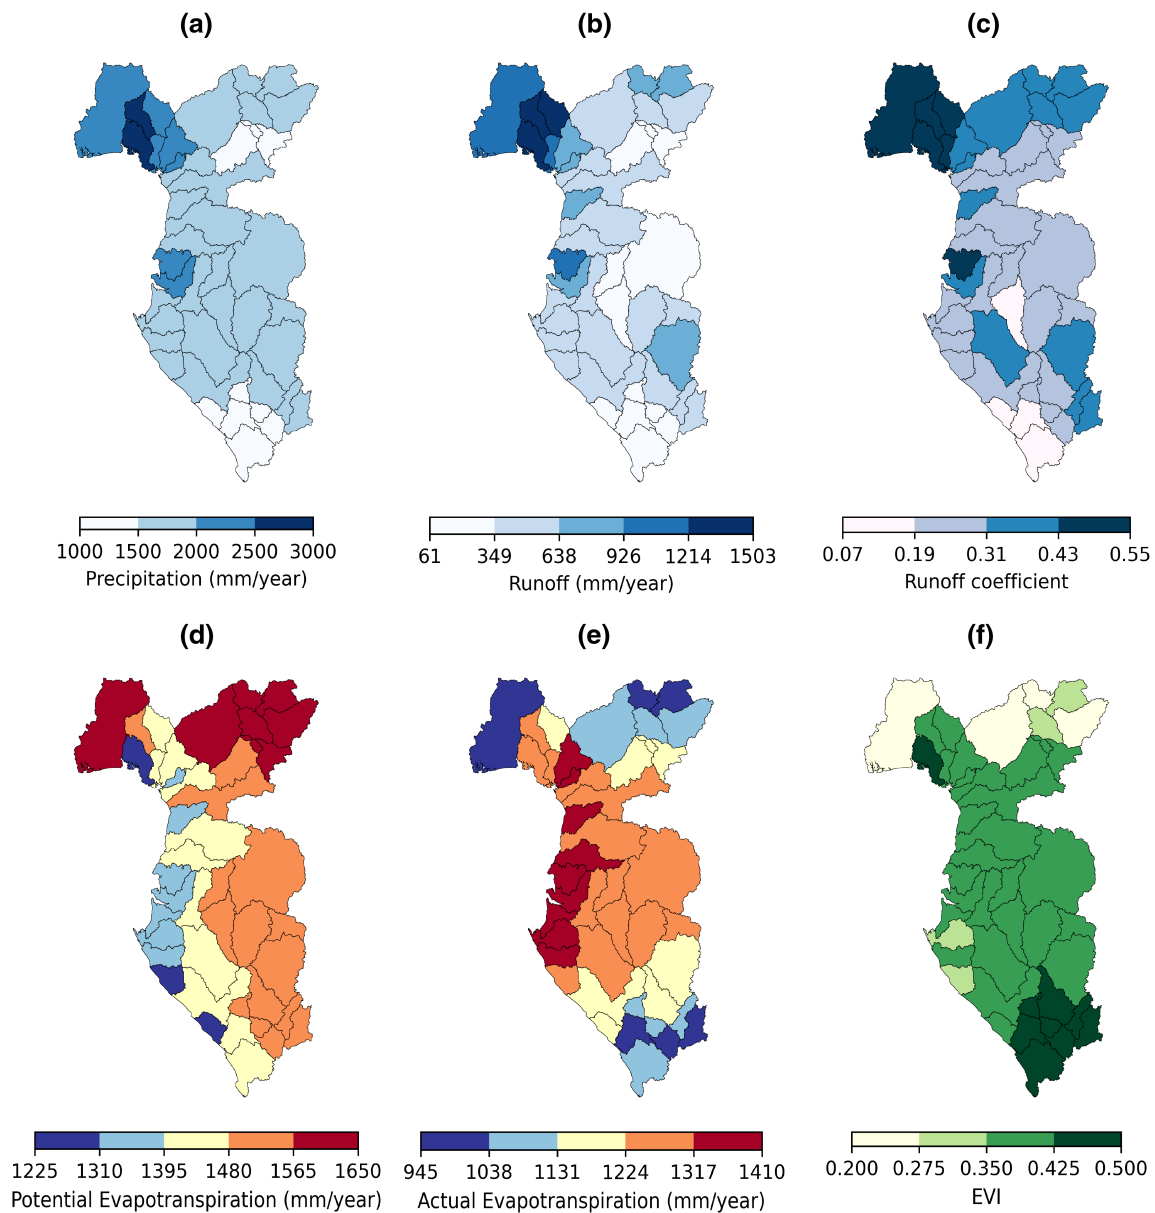 (a) (b) (c)
1000 1500 2000 2500 3000
Precipitation (mm/year)
61 349 638 926 1214 1503
Runoff (mm/year)
0.07 0.19 0.31 0.43 0.55
Runoff coefficient
(d) (e) (f)
1225 1310 1395 1480 1565 1650
Potential Evapotranspiration (mm/year)
945 1038 1131 1224 1317 1410
Actual Evapotranspiration (mm/year)
0.200 0.275 0.350 0.425 0.500
EVI